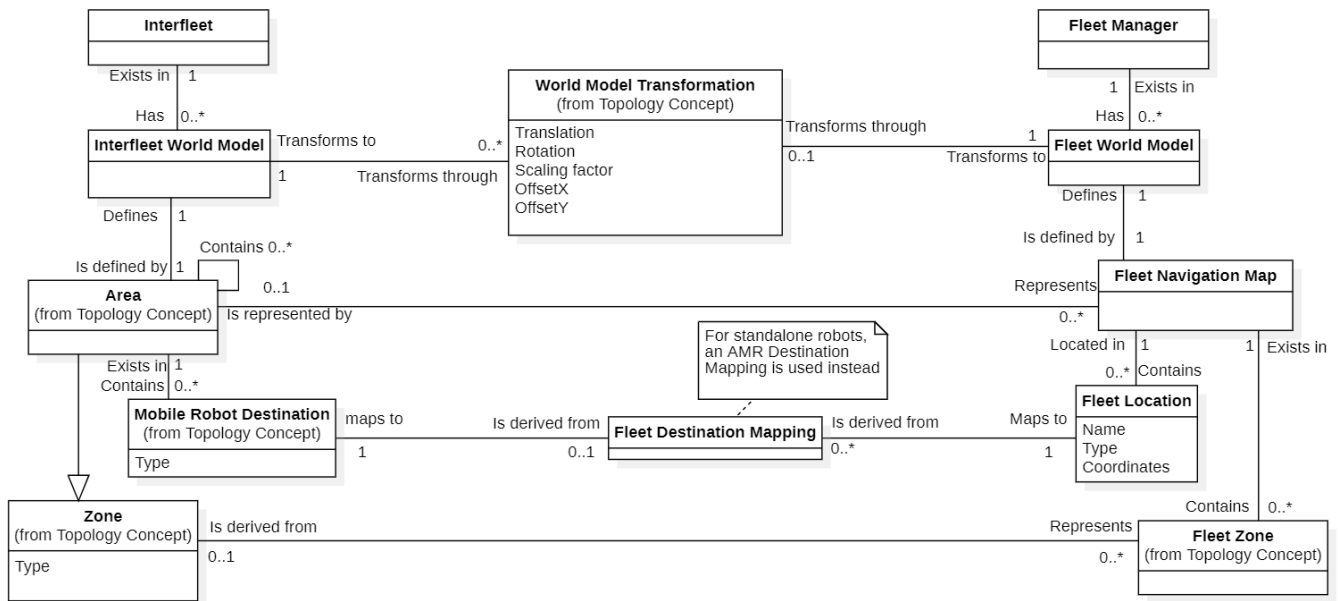 Interfleet
Fleet Manager
Exists in 1
1 Exists in
World Model Transformation
(from Topology Concept)
Has 0..*
Has 0..*
Translation
Rotation
Scaling factor
OffsetX
OffsetY
Interfleet World Model
Transforms to
0..*
1
Transforms through
Transforms through
1
0..1
Transforms to
Fleet World Model
Defines 1
Defines 1
Is defined by 1
Is defined by 1
Contains 0..*
Area
(from Topology Concept)
0..1
Is represented by
Represents
0..*
Fleet Navigation Map
For standalone robots,
an AMR Destination
Mapping is used instead
Exists in 1
Contains 0..*
Located in 1
0..* Contains
1 Exists in
Mobile Robot Destination
(from Topology Concept)
Type
maps to
1
Is derived from
0..1
Fleet Destination Mapping
Is derived from
0..*
Maps to
1
Fleet Location
Name
Type
Coordinates
Zone
(from Topology Concept)
Type
Is derived from
0..1
Contains 0..*
Represents
0..*
Fleet Zone
(from Topology Concept)